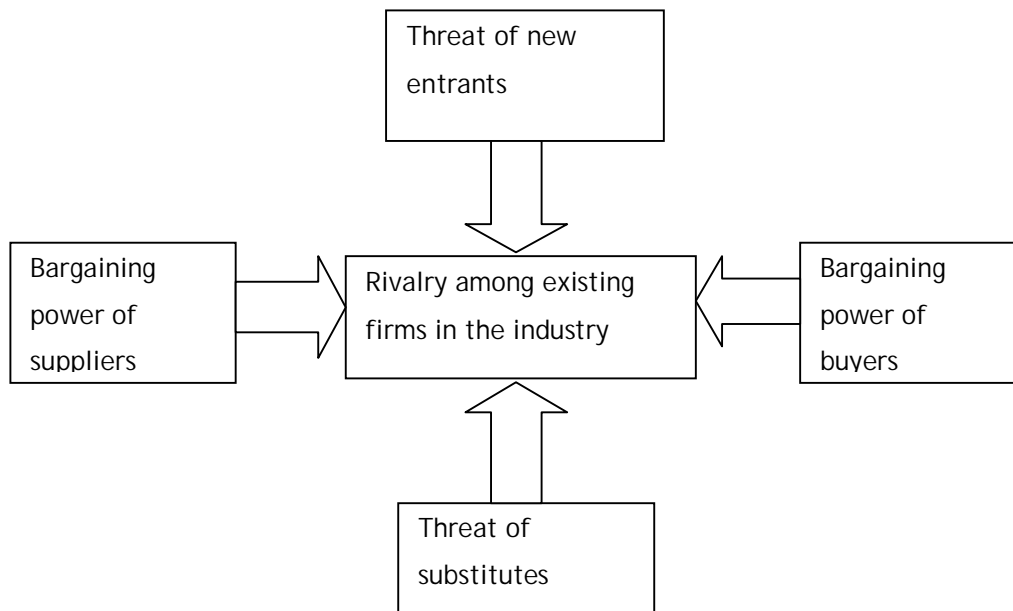 Threat of new
entrants
Bargaining
power of
suppliers
Rivalry among existing
firms in the industry
Bargaining
power of
buyers
Threat of
substitutes